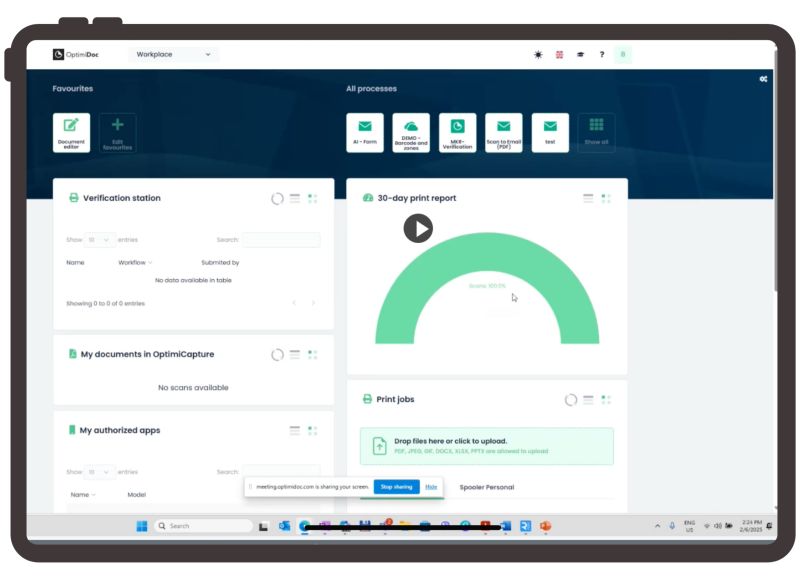 OptimiDoc
Workplace
?
B
Favourites
All processes
Document
editor
Edit
favourites
AI - Form
DEMO -
Barcode and
zones
MKR-
Verification
Scan to Email
(PDF)
test
Show all
Verification station
Show 10 entries
Search:
Name Workflow Submited by
No data available in table
Showing 0 to 0 of 0 entries
30-day print report
Scans: 100.0%
My documents in OptimiCapture
No scans available
Print jobs
Drop files here or click to upload.
PDF, JPEG, GIF, DOCX, XLSX, PPTX are allowed to upload
My authorized apps
Show 10 entries
Search:
Name Model
meeting.optimidoc.com is sharing your screen.
Stop sharing
Hide
Spooler Personal
Search
ENG
US
2:24 PM
2/6/2025